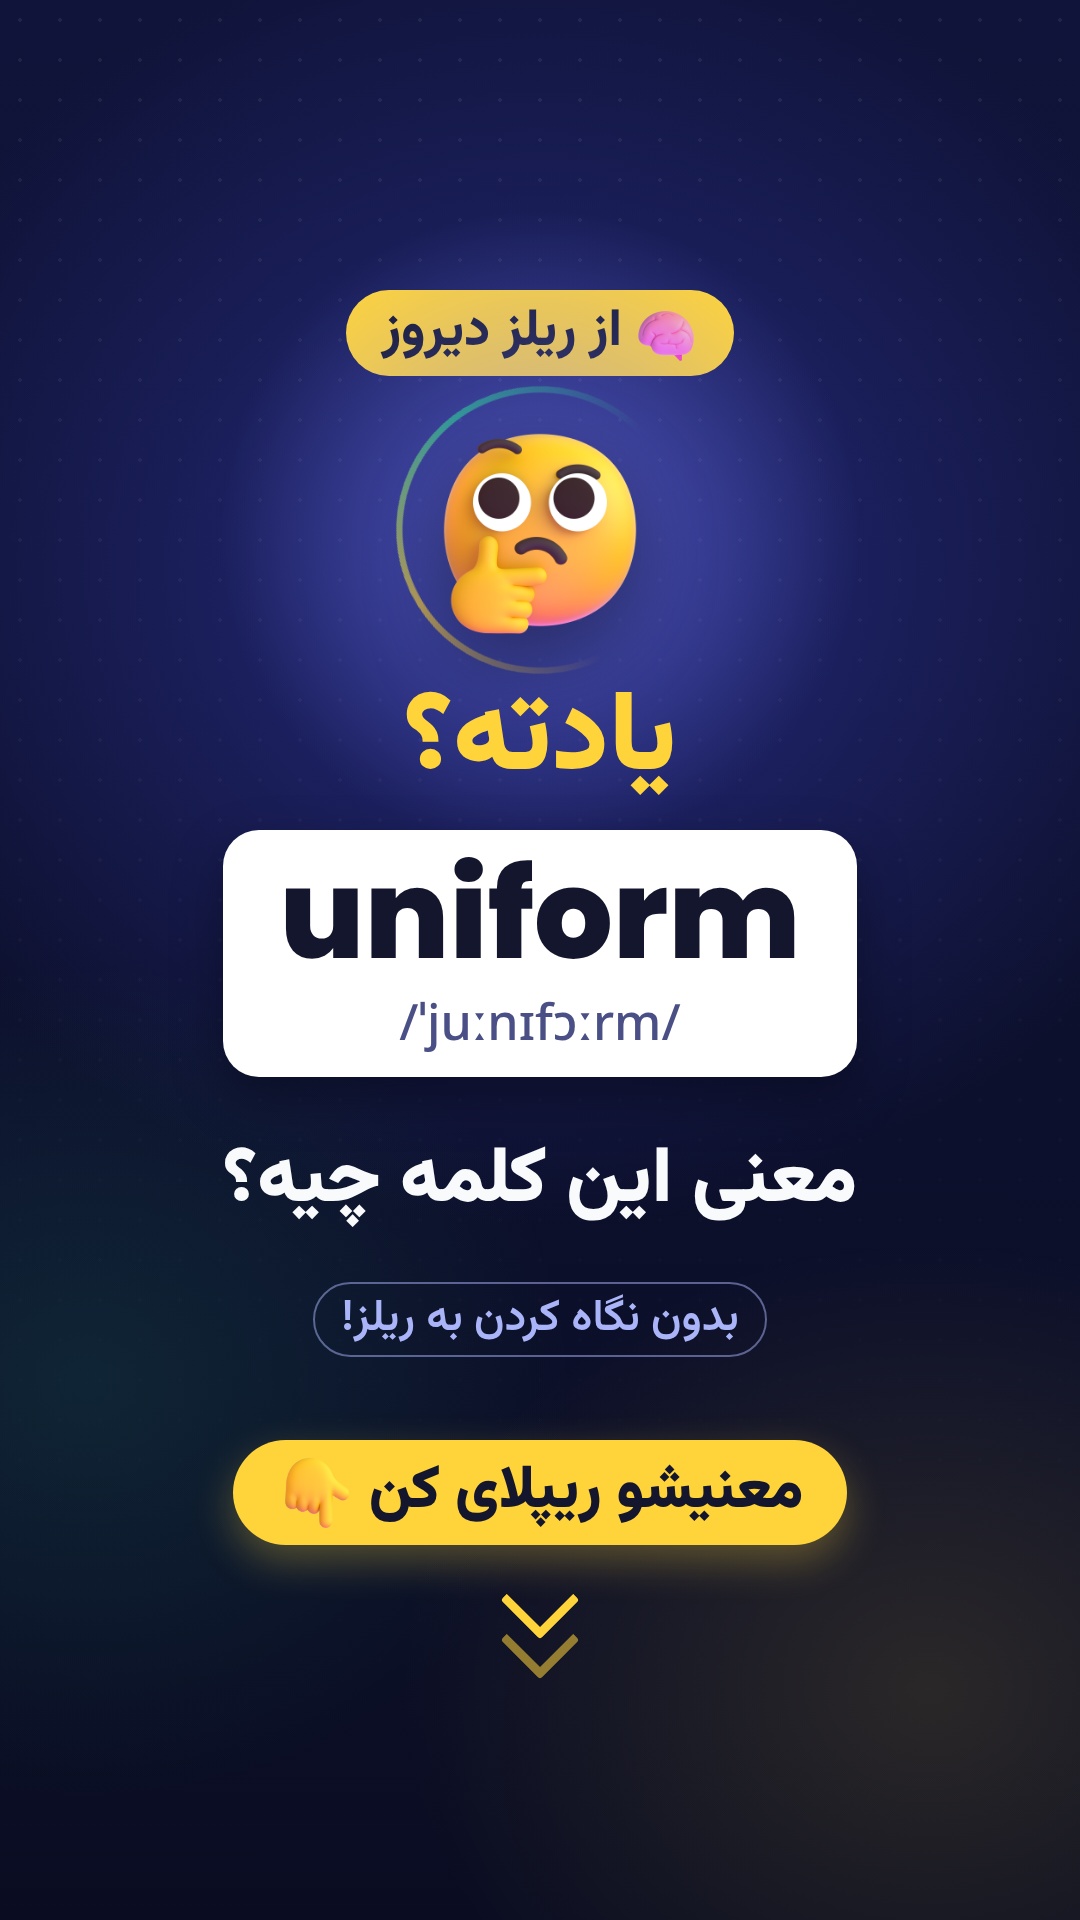 🧠 از ریلز دیروز
یادته؟
uniform
/ˈjuːnɪfɔːrm/
معنی این کلمه چیه؟
بدون نگاه کردن به ریلز!
معنیشو ریپلای کن 👇